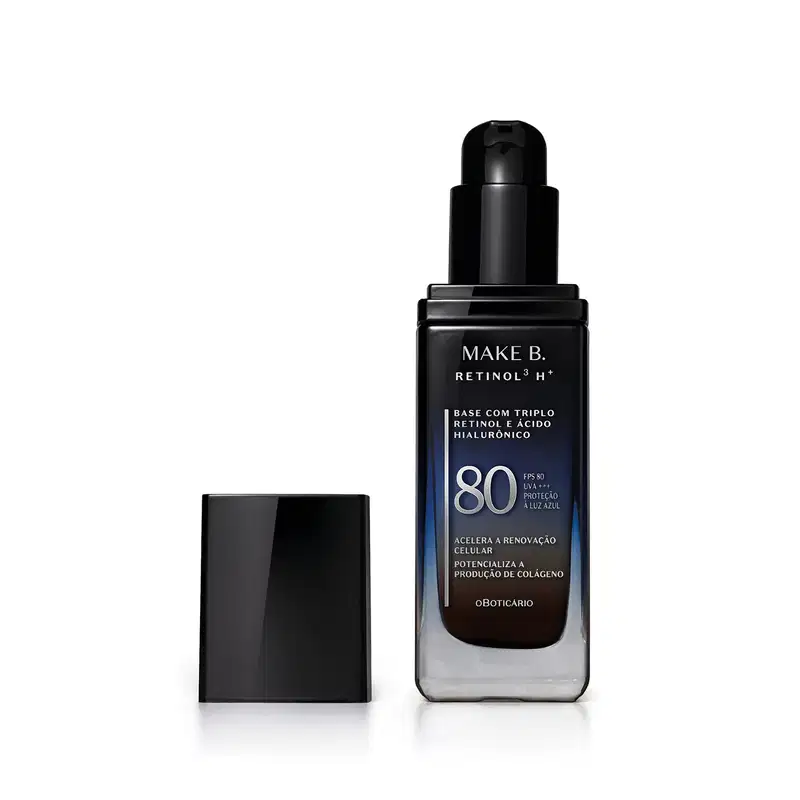 MAKE B.
RETINOL³ H⁺
BASE COM TRIPLO
RETINOL E ÁCIDO
HIALURÔNICO
80
FPS 80
UVA +++
PROTEÇÃO
À LUZ AZUL
ACELERA A RENOVAÇÃO
CELULAR
POTENCIALIZA A
PRODUÇÃO DE COLÁGENO
oBOTICÁRIO